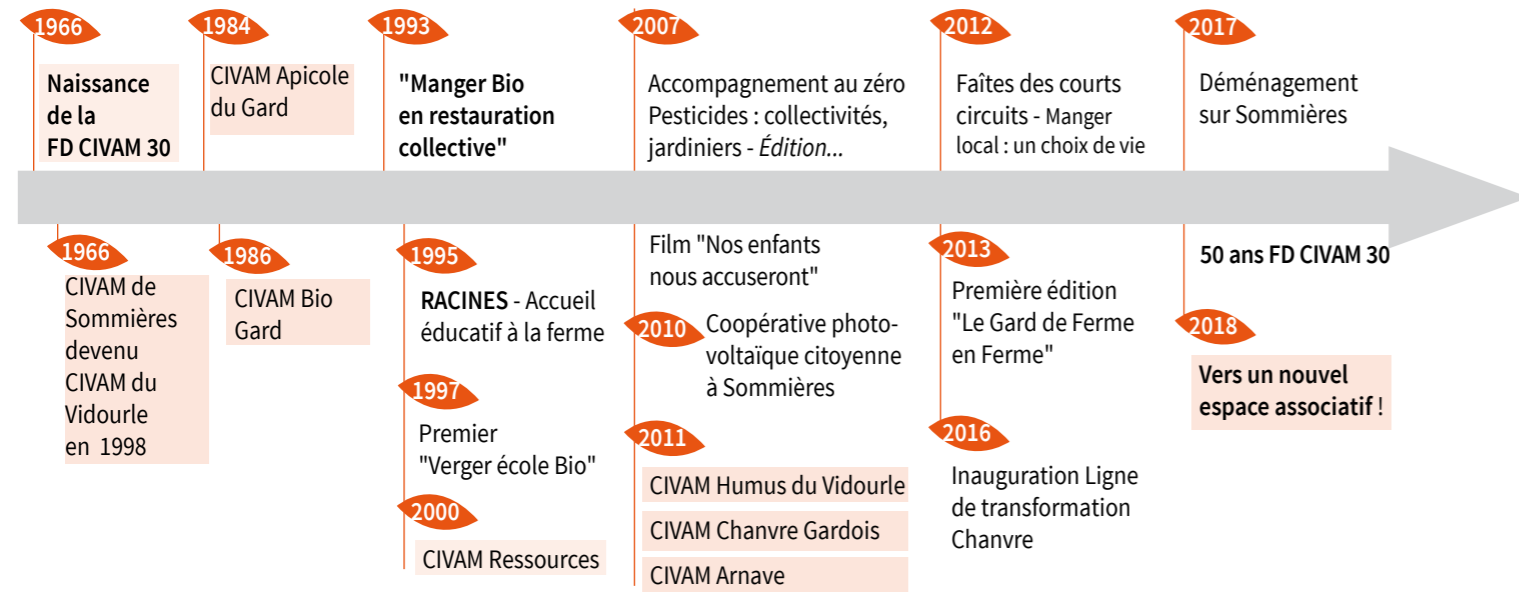 1966
Naissance
de la
FD CIVAM 30
1984
CIVAM Apicole
du Gard
1993
"Manger Bio
en restauration
collective"
2007
Accompagnement au zéro
Pesticides : collectivités,
jardiniers - Édition...
2012
Faîtes des courts
circuits - Manger
local : un choix de vie
2017
Déménagement
sur Sommières
1966
CIVAM de
Sommières
devenu
CIVAM du
Vidourle
en 1998
1986
CIVAM Bio
Gard
1995
RACINES - Accueil
éducatif à la ferme
1997
Premier
"Verger école Bio"
2000
CIVAM Ressources
Film "Nos enfants
nous accuseront"
2010
Coopérative photo-
voltaïque citoyenne
à Sommières
2011
CIVAM Humus du Vidourle
CIVAM Chanvre Gardois
CIVAM Arnave
2013
Première édition
"Le Gard de Ferme
en Ferme"
2016
Inauguration Ligne
de transformation
Chanvre
50 ans FD CIVAM 30
2018
Vers un nouvel
espace associatif !